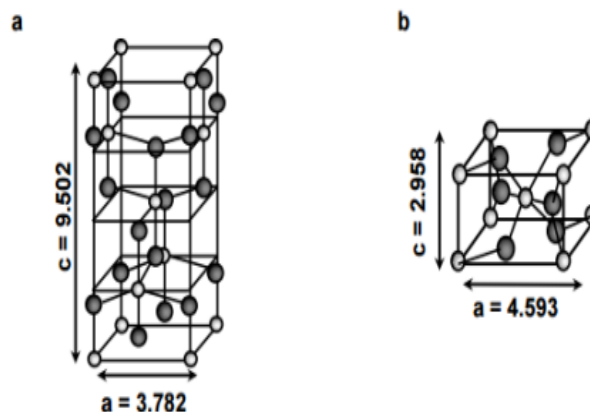 a
b
c = 9.502
a = 3.782
c = 2.958
a = 4.593